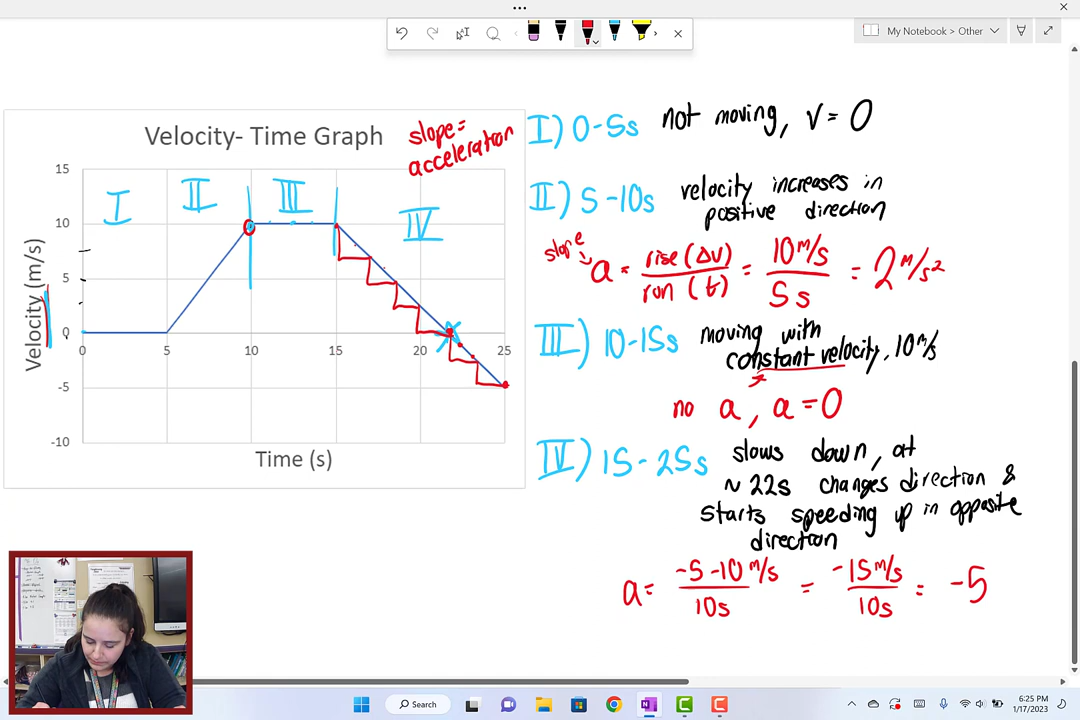 My Notebook > Other
Velocity- Time Graph
slope=
acceleration
15
10
5
0
-5
-10
0
5
10
15
20
25
Velocity (m/s)
Time (s)
I
II
III
IV
I) 0-5s not moving, v = 0
II) 5-10s velocity increases in
positive direction
slope
a = rise (Δv) / run (t) = 10 m/s / 5s = 2 m/s²
III) 10-15s moving with
constant velocity, 10 m/s
no a, a = 0
IV) 15-25s slows down, at
~ 22s changes direction &
starts speeding up in opposite
direction
a = -5-10 m/s / 10s = -15 m/s / 10s = -5
Search
6:25 PM
1/17/2023